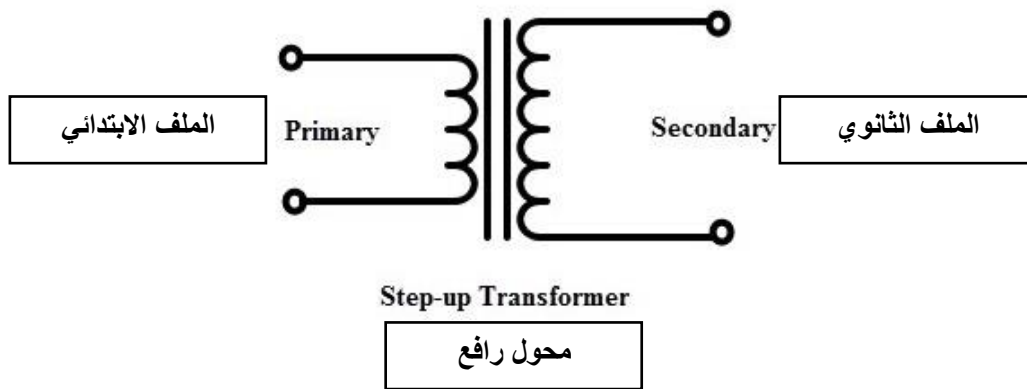 الملف الابتدائي
Primary
Secondary
الملف الثانوي
Step-up Transformer
محول رافع